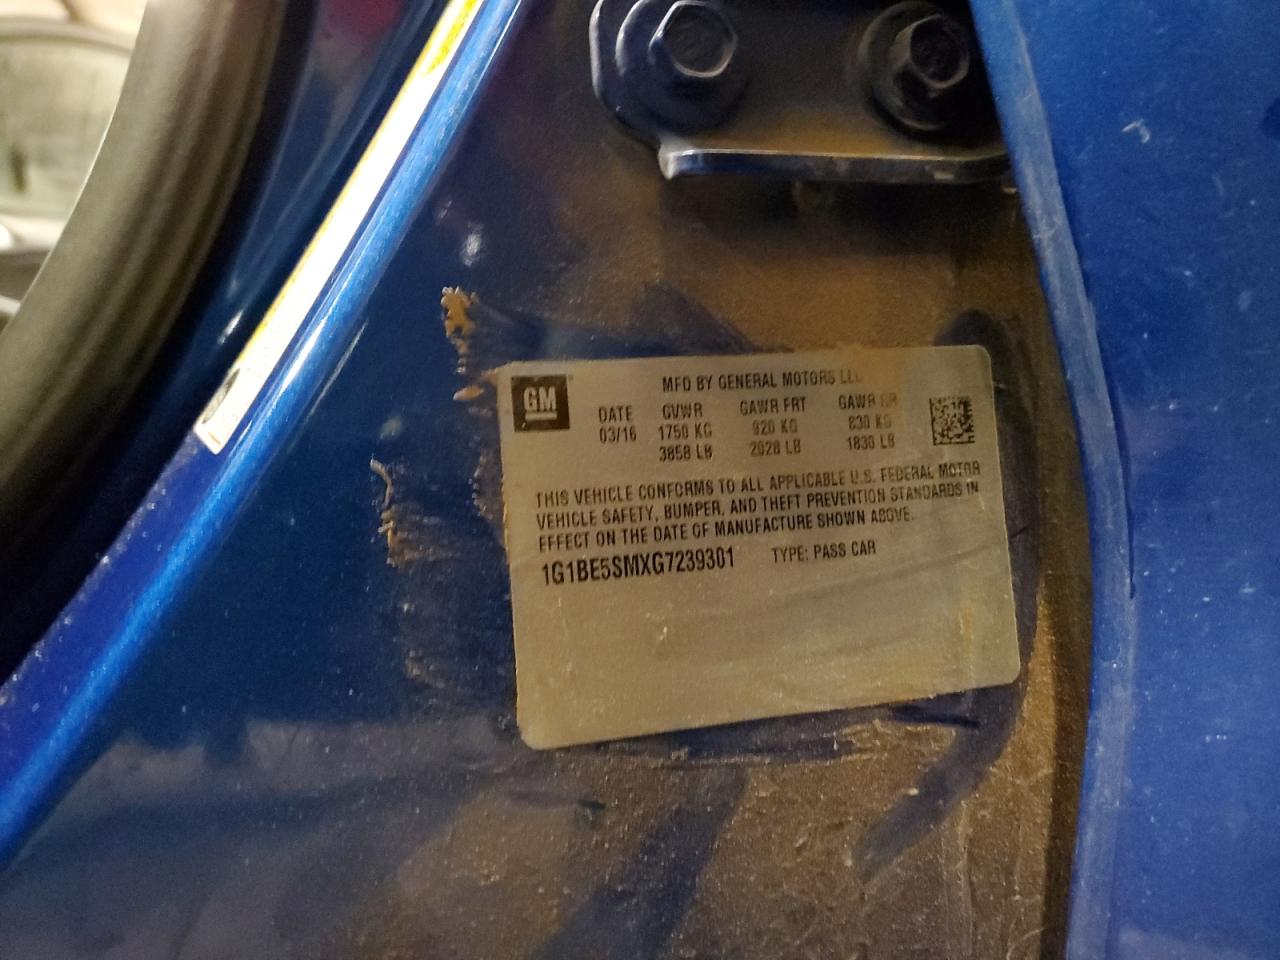 GM
MFD BY GENERAL MOTORS LLC
DATE GVWR GAWR FRT GAWR RR
03/16 1750 KG 920 KG 830 KG
3858 LB 2028 LB 1830 LB
THIS VEHICLE CONFORMS TO ALL APPLICABLE U.S. FEDERAL MOTOR
VEHICLE SAFETY, BUMPER, AND THEFT PREVENTION STANDARDS IN
EFFECT ON THE DATE OF MANUFACTURE SHOWN ABOVE.
1G1BE5SMXG7239301 TYPE: PASS CAR